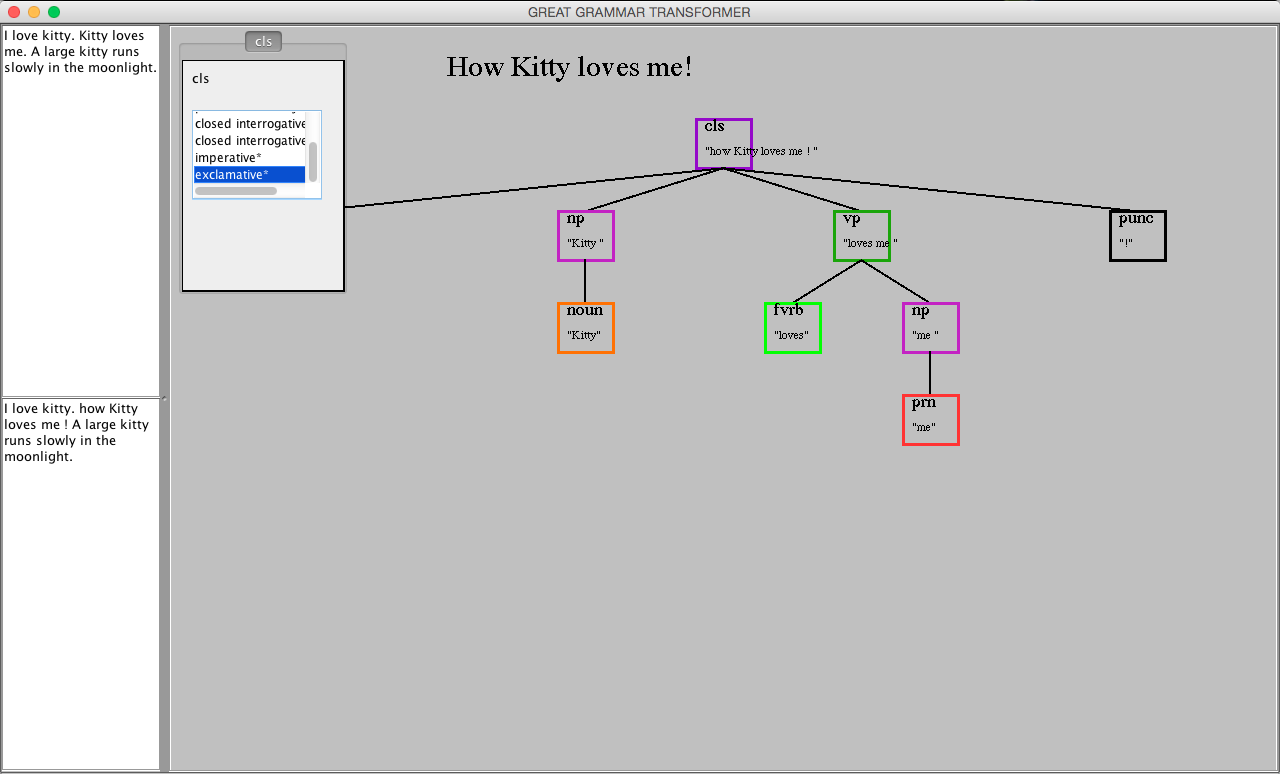 GREAT GRAMMAR TRANSFORMER
I love kitty. Kitty loves
me. A large kitty runs
slowly in the moonlight.
I love kitty. how Kitty
loves me ! A large kitty
runs slowly in the
moonlight.
cls
cls
closed interrogative
closed interrogative
imperative*
exclamative*
How Kitty loves me!
cls
"how Kitty loves me ! "
np
"Kitty "
vp
"loves me "
punc
"!"
noun
"Kitty"
fvrb
"loves"
np
"me "
prn
"me"